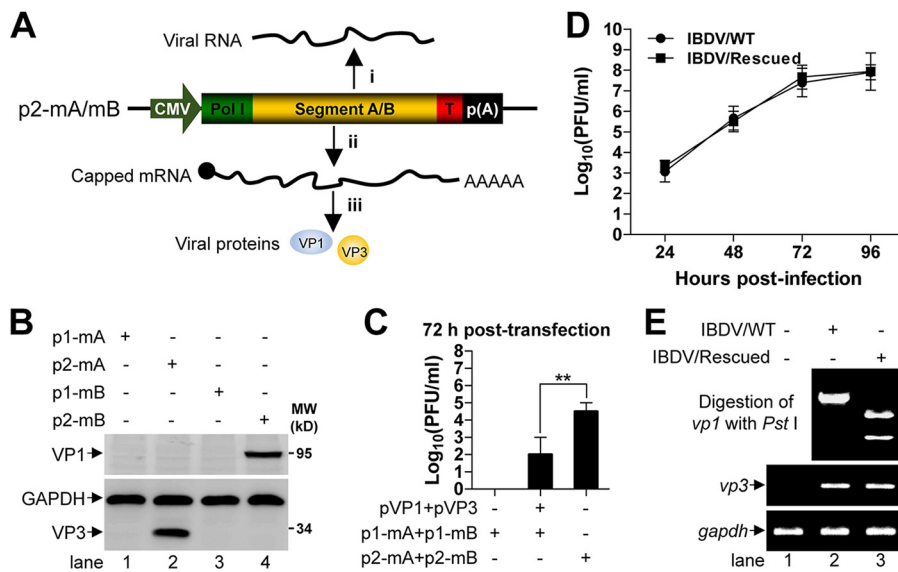 A
Viral RNA
i
p2-mA/mB
CMV
Pol I
Segment A/B
T
p(A)
ii
Capped mRNA
AAAAA
iii
Viral proteins
VP1
VP3
B
p1-mA + - - -
p2-mA - + - -
p1-mB - - + -
p2-mB - - - +
MW
(kD)
VP1
95
GAPDH
VP3
34
lane 1 2 3 4
C
72 h post-transfection
Log10(PFU/ml)
10
9
8
7
6
5
4
3
2
1
0
**
pVP1+pVP3 - + -
p1-mA+p1-mB + + -
p2-mA+p2-mB - - +
D
IBDV/WT
IBDV/Rescued
Log10(PFU/ml)
10
9
8
7
6
5
4
3
2
1
0
24 48 72 96
Hours post-infection
E
IBDV/WT - + -
IBDV/Rescued - - +
Digestion of
vp1 with Pst I
vp3
gapdh
lane 1 2 3